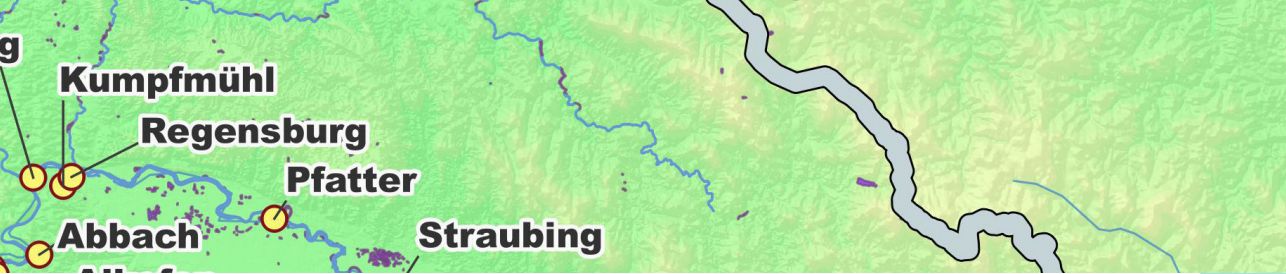 g
Kumpfmühl
Regensburg
Pfatter
Abbach
Straubing